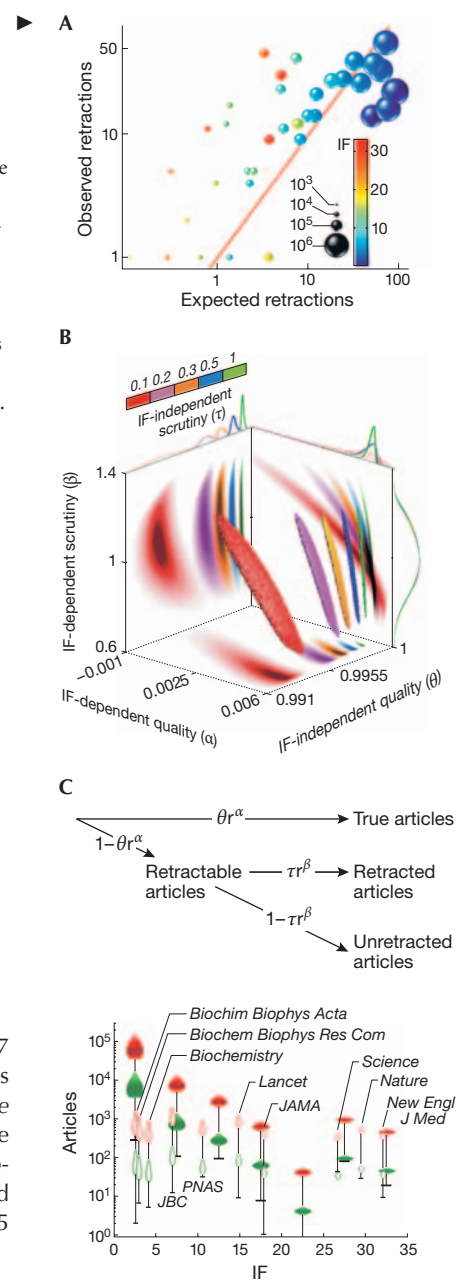 A
Observed retractions
50
10
1
IF
30
20
10
10³
10⁴
10⁵
10⁶
1
10
100
Expected retractions
e
s
.
B
0.1 0.2 0.3 0.5 1
IF-independent
scrutiny (τ)
IF-dependent scrutiny (β)
1.4
1
0.6
–0.001
0.0025
0.006
IF-dependent quality (α)
0.991
0.9955
1
IF-independent quality (θ)
C
θr^α
True articles
1–θr^α
Retractable
articles
τr^β
Retracted
articles
1–τr^β
Unretracted
articles
7
s
e
e
-
d
5
Biochim Biophys Acta
Biochem Biophys Res Com
Biochemistry
Lancet
JAMA
Science
Nature
New Engl
J Med
JBC
PNAS
Articles
10⁵
10⁴
10³
10²
10¹
10⁰
0 5 10 15 20 25 30 35
IF